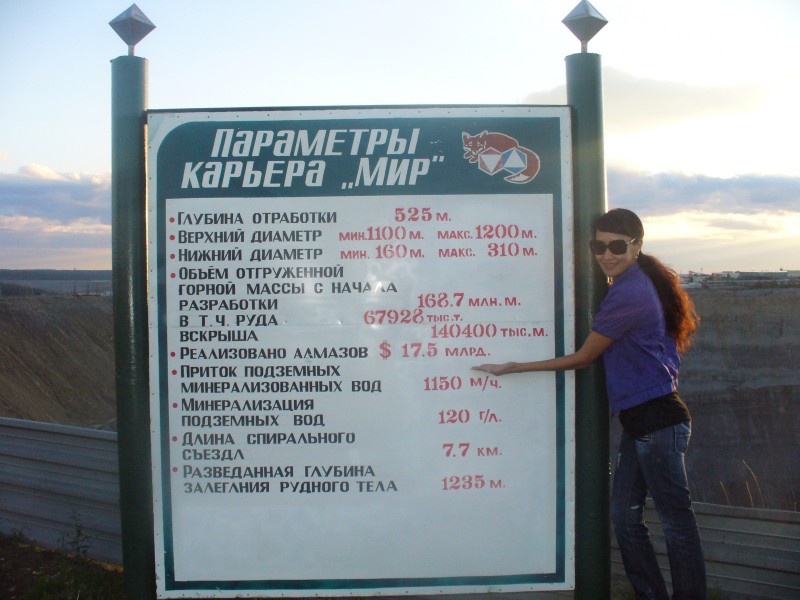 ПАРАМЕТРЫ
КАРЬЕРА „МИР"
• ГЛУБИНА ОТРАБОТКИ 525 М.
• ВЕРХНИЙ ДИАМЕТР МИН.1100 М. МАКС. 1200 М.
• НИЖНИЙ ДИАМЕТР МИН. 160 М. МАКС. 310 М.
• ОБЪЁМ ОТГРУЖЕННОЙ
ГОРНОЙ МАССЫ С НАЧАЛА
РАЗРАБОТКИ 168.7 МЛН. М.
В Т. Ч. РУДА 67928 ТЫС. Т.
ВСКРЫША 140400 ТЫС. М.
• РЕАЛИЗОВАНО АЛМАЗОВ $ 17.5 МЛРД.
• ПРИТОК ПОДЗЕМНЫХ
МИНЕРАЛИЗОВАННЫХ ВОД 1150 М/Ч.
• МИНЕРАЛИЗАЦИЯ
ПОДЗЕМНЫХ ВОД 120 Г/Л.
• ДЛИНА СПИРАЛЬНОГО
СЪЕЗДА 7.7 КМ.
• РАЗВЕДАННАЯ ГЛУБИНА
ЗАЛЕГАНИЯ РУДНОГО ТЕЛА 1235 М.